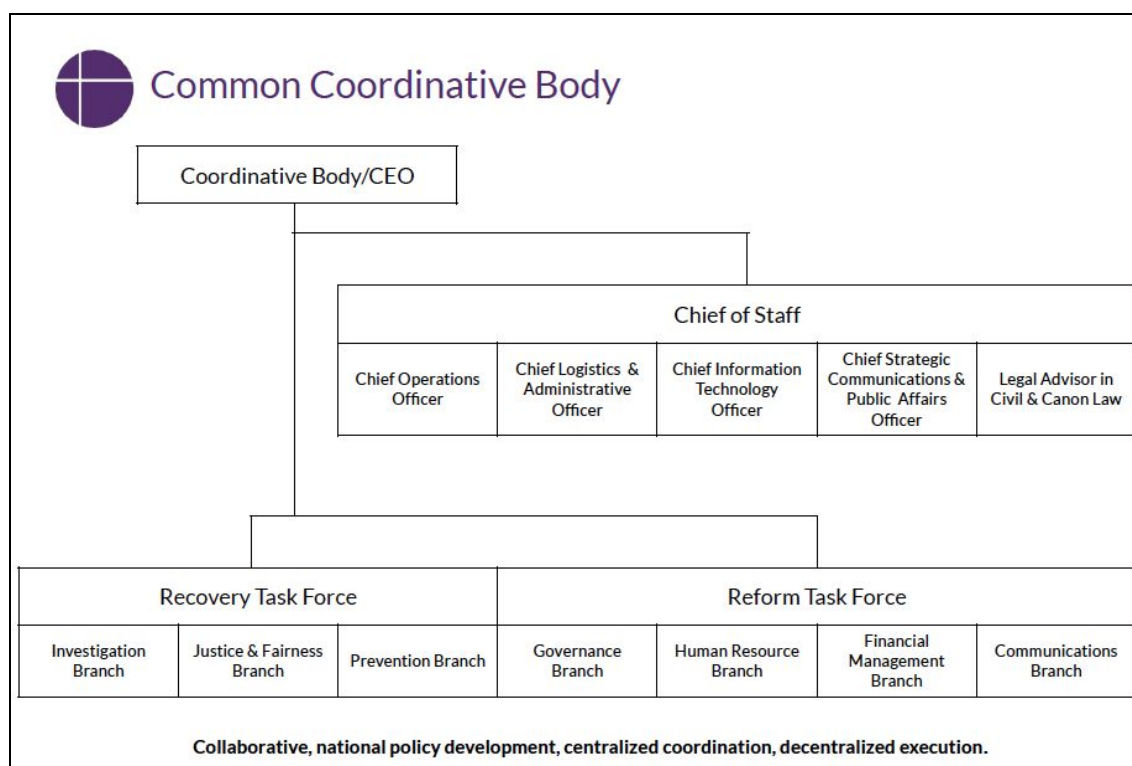 Common Coordinative Body
Coordinative Body/CEO
Chief of Staff
Chief Operations
Officer
Chief Logistics &
Administrative
Officer
Chief Information
Technology
Officer
Chief Strategic
Communications &
Public Affairs
Officer
Legal Advisor in
Civil & Canon Law
Recovery Task Force
Investigation
Branch
Justice & Fairness
Branch
Prevention Branch
Reform Task Force
Governance
Branch
Human Resource
Branch
Financial
Management
Branch
Communications
Branch
Collaborative, national policy development, centralized coordination, decentralized execution.